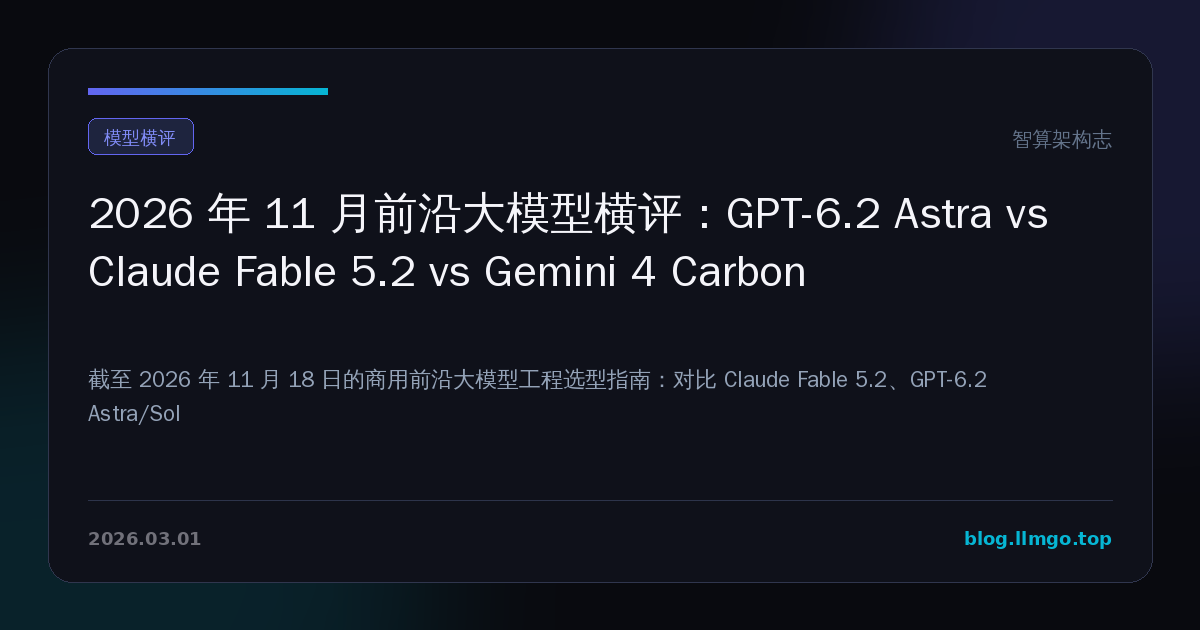 模型横评
智算架构志
2026 年 11 月前沿大模型横评：GPT-6.2 Astra vs
Claude Fable 5.2 vs Gemini 4 Carbon
截至 2026 年 11 月 18 日的商用前沿大模型工程选型指南：对比 Claude Fable 5.2、GPT-6.2
Astra/Sol
2026.03.01
blog.llmgo.top